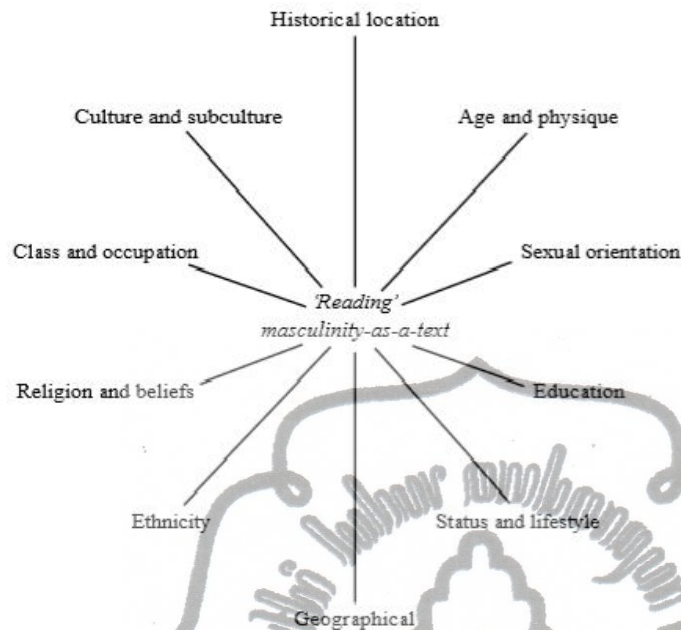 Historical location
Culture and subculture
Age and physique
Class and occupation
Sexual orientation
'Reading'
masculinity-as-a-text
Religion and beliefs
Education
Ethnicity
Status and lifestyle
Geographical